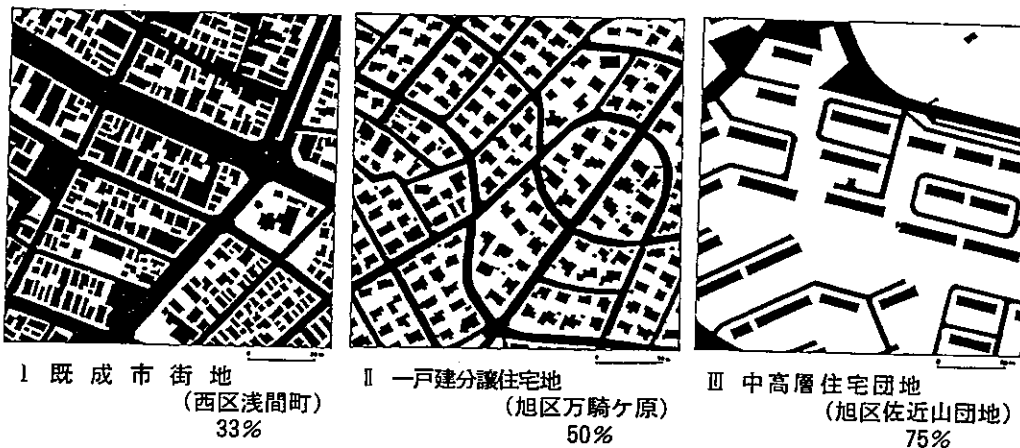 I 既成市街地
(西区浅間町)
33%
II 一戸建分譲住宅地
(旭区万騎ケ原)
50%
III 中高層住宅団地
(旭区佐近山団地)
75%